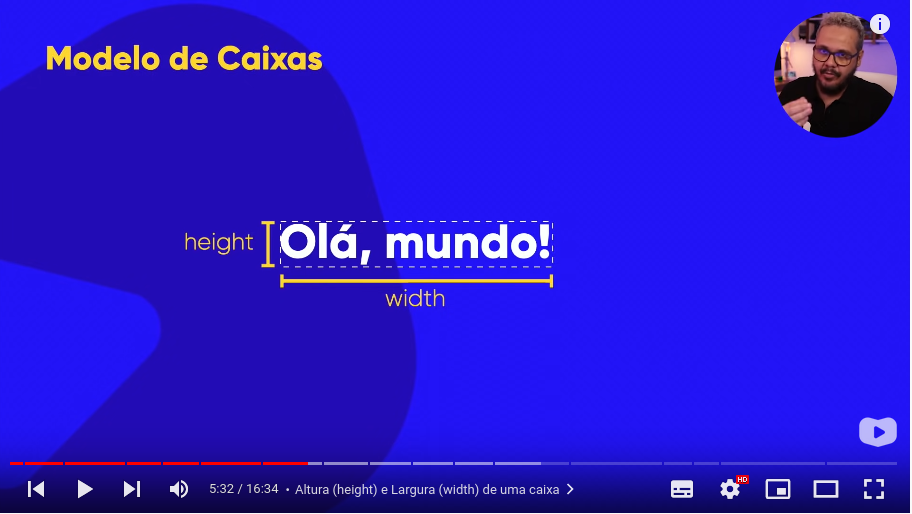 Modelo de Caixas
height
Olá, mundo!
width
5:32 / 16:34 • Altura (height) e Largura (width) de uma caixa
HD